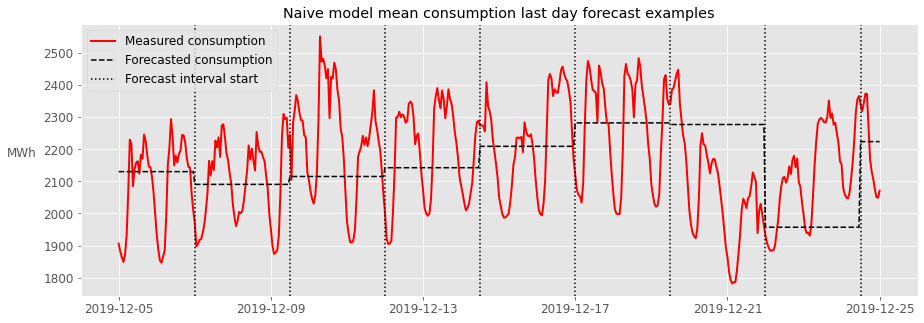 Naive model mean consumption last day forecast examples
Measured consumption
Forecasted consumption
Forecast interval start
MWh
2500
2400
2300
2200
2100
2000
1900
1800
2019-12-05
2019-12-09
2019-12-13
2019-12-17
2019-12-21
2019-12-25